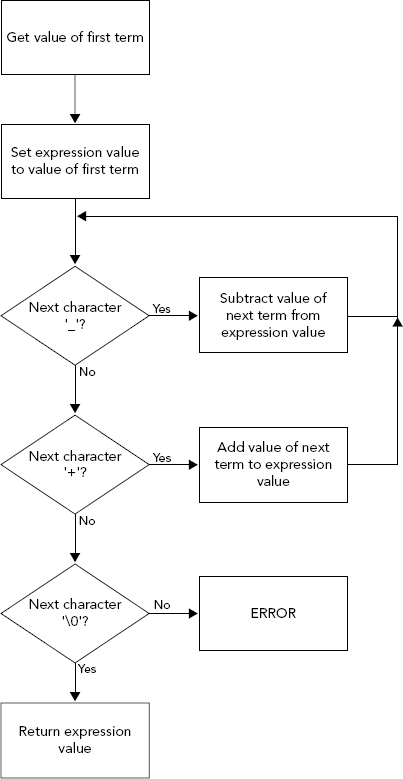 Get value of first term
Set expression value
to value of first term
Next character
'_'?
Yes
Subtract value of
next term from
expression value
No
Next character
'+'?
Yes
Add value of next
term to expression
value
No
Next character
'\0'?
No
ERROR
Yes
Return expression
value